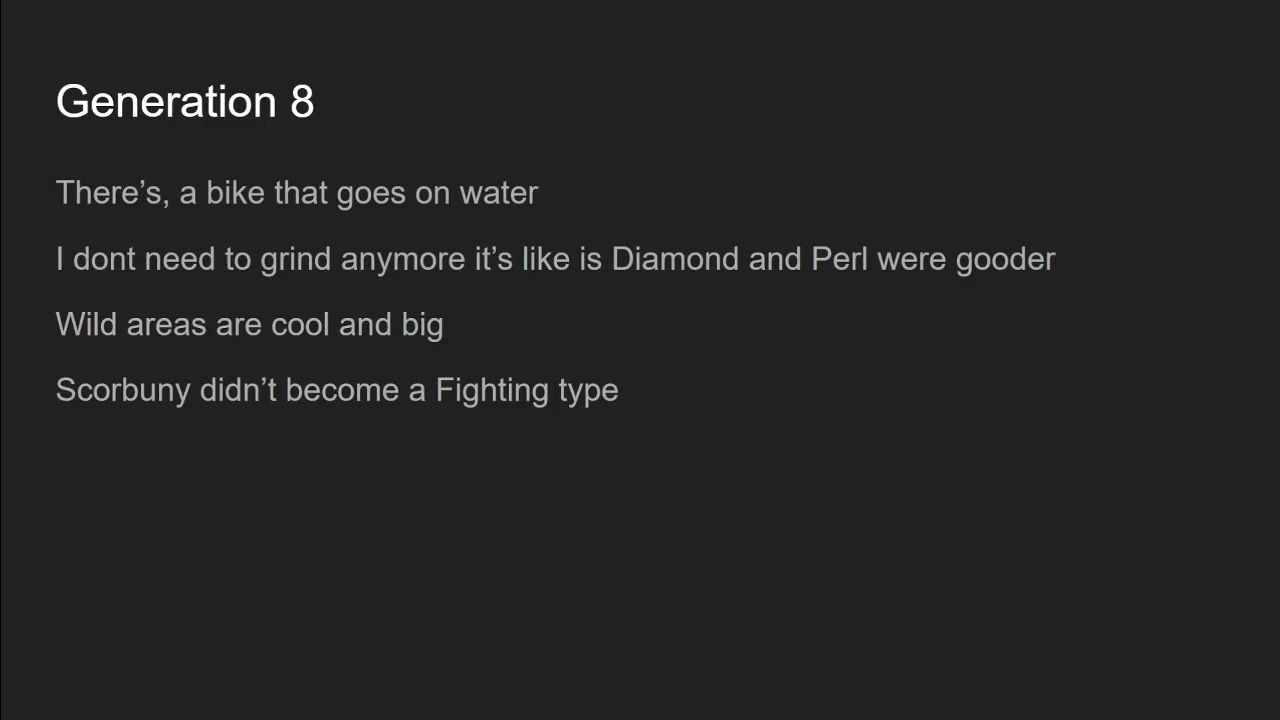 Generation 8
There’s, a bike that goes on water
I dont need to grind anymore it’s like is Diamond and Perl were gooder
Wild areas are cool and big
Scorbuny didn’t become a Fighting type